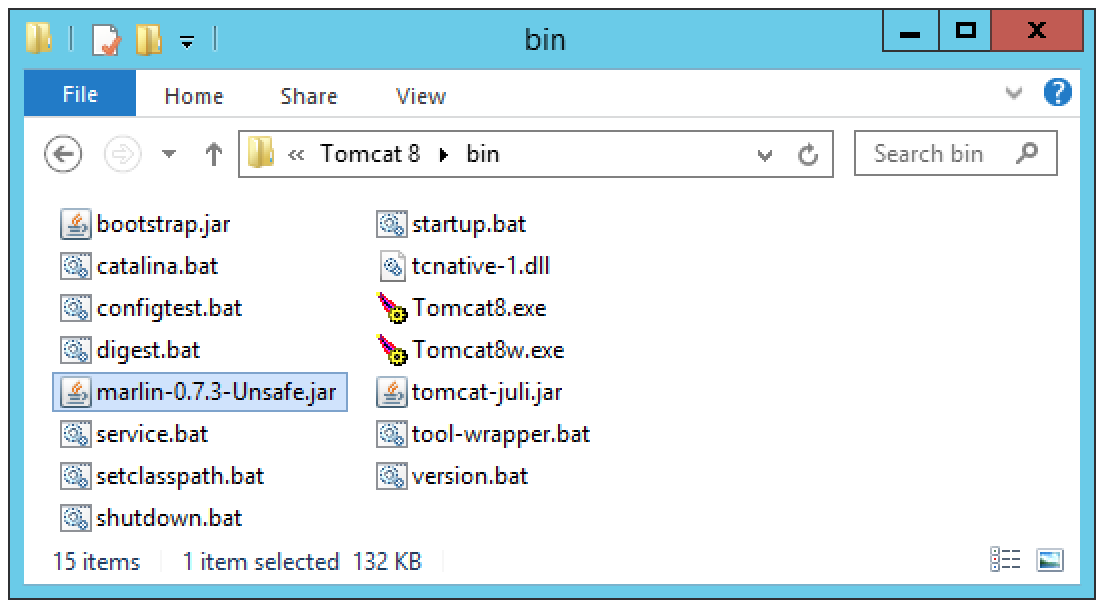 bin
File Home Share View
« Tomcat 8 bin Search bin
bootstrap.jar
catalina.bat
configtest.bat
digest.bat
marlin-0.7.3-Unsafe.jar
service.bat
setclasspath.bat
shutdown.bat
startup.bat
tcnative-1.dll
Tomcat8.exe
Tomcat8w.exe
tomcat-juli.jar
tool-wrapper.bat
version.bat
15 items 1 item selected 132 KB